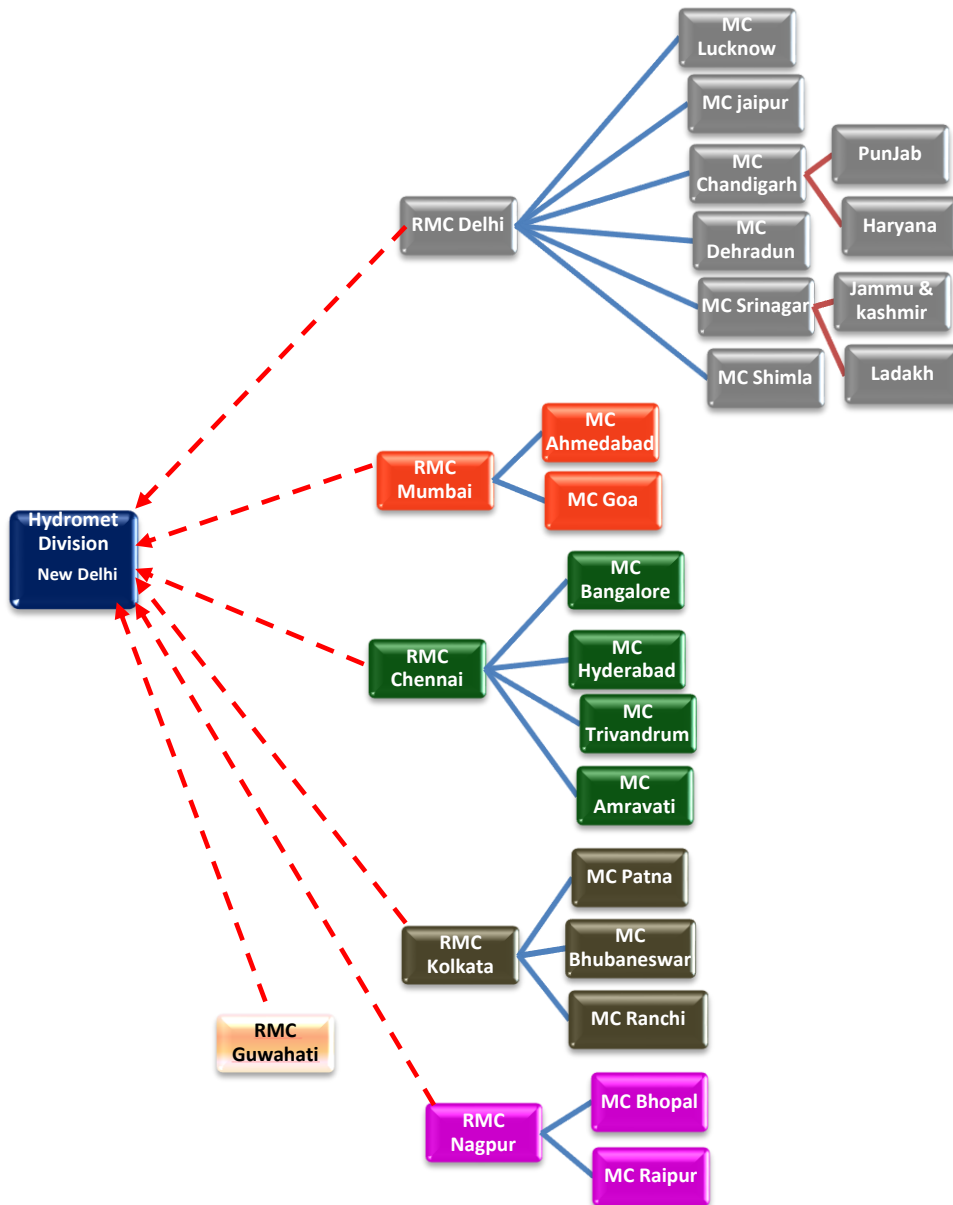 MC
Lucknow
MC jaipur
MC
Chandigarh
PunJab
Haryana
RMC Delhi
MC
Dehradun
MC Srinagar
Jammu &
kashmir
Ladakh
MC Shimla
RMC
Mumbai
MC
Ahmedabad
MC Goa
Hydromet
Division
New Delhi
RMC
Chennai
MC
Bangalore
MC
Hyderabad
MC
Trivandrum
MC
Amravati
RMC
Kolkata
MC Patna
MC
Bhubaneswar
MC Ranchi
RMC
Guwahati
RMC
Nagpur
MC Bhopal
MC Raipur